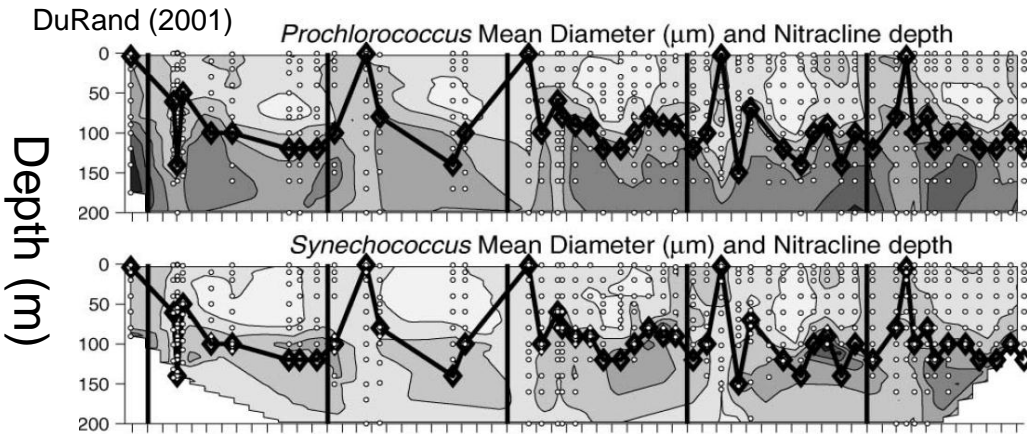 DuRand (2001)
Prochlorococcus Mean Diameter (μm) and Nitracline depth
0
50
100
150
200
Depth (m)
Synechococcus Mean Diameter (μm) and Nitracline depth
0
50
100
150
200